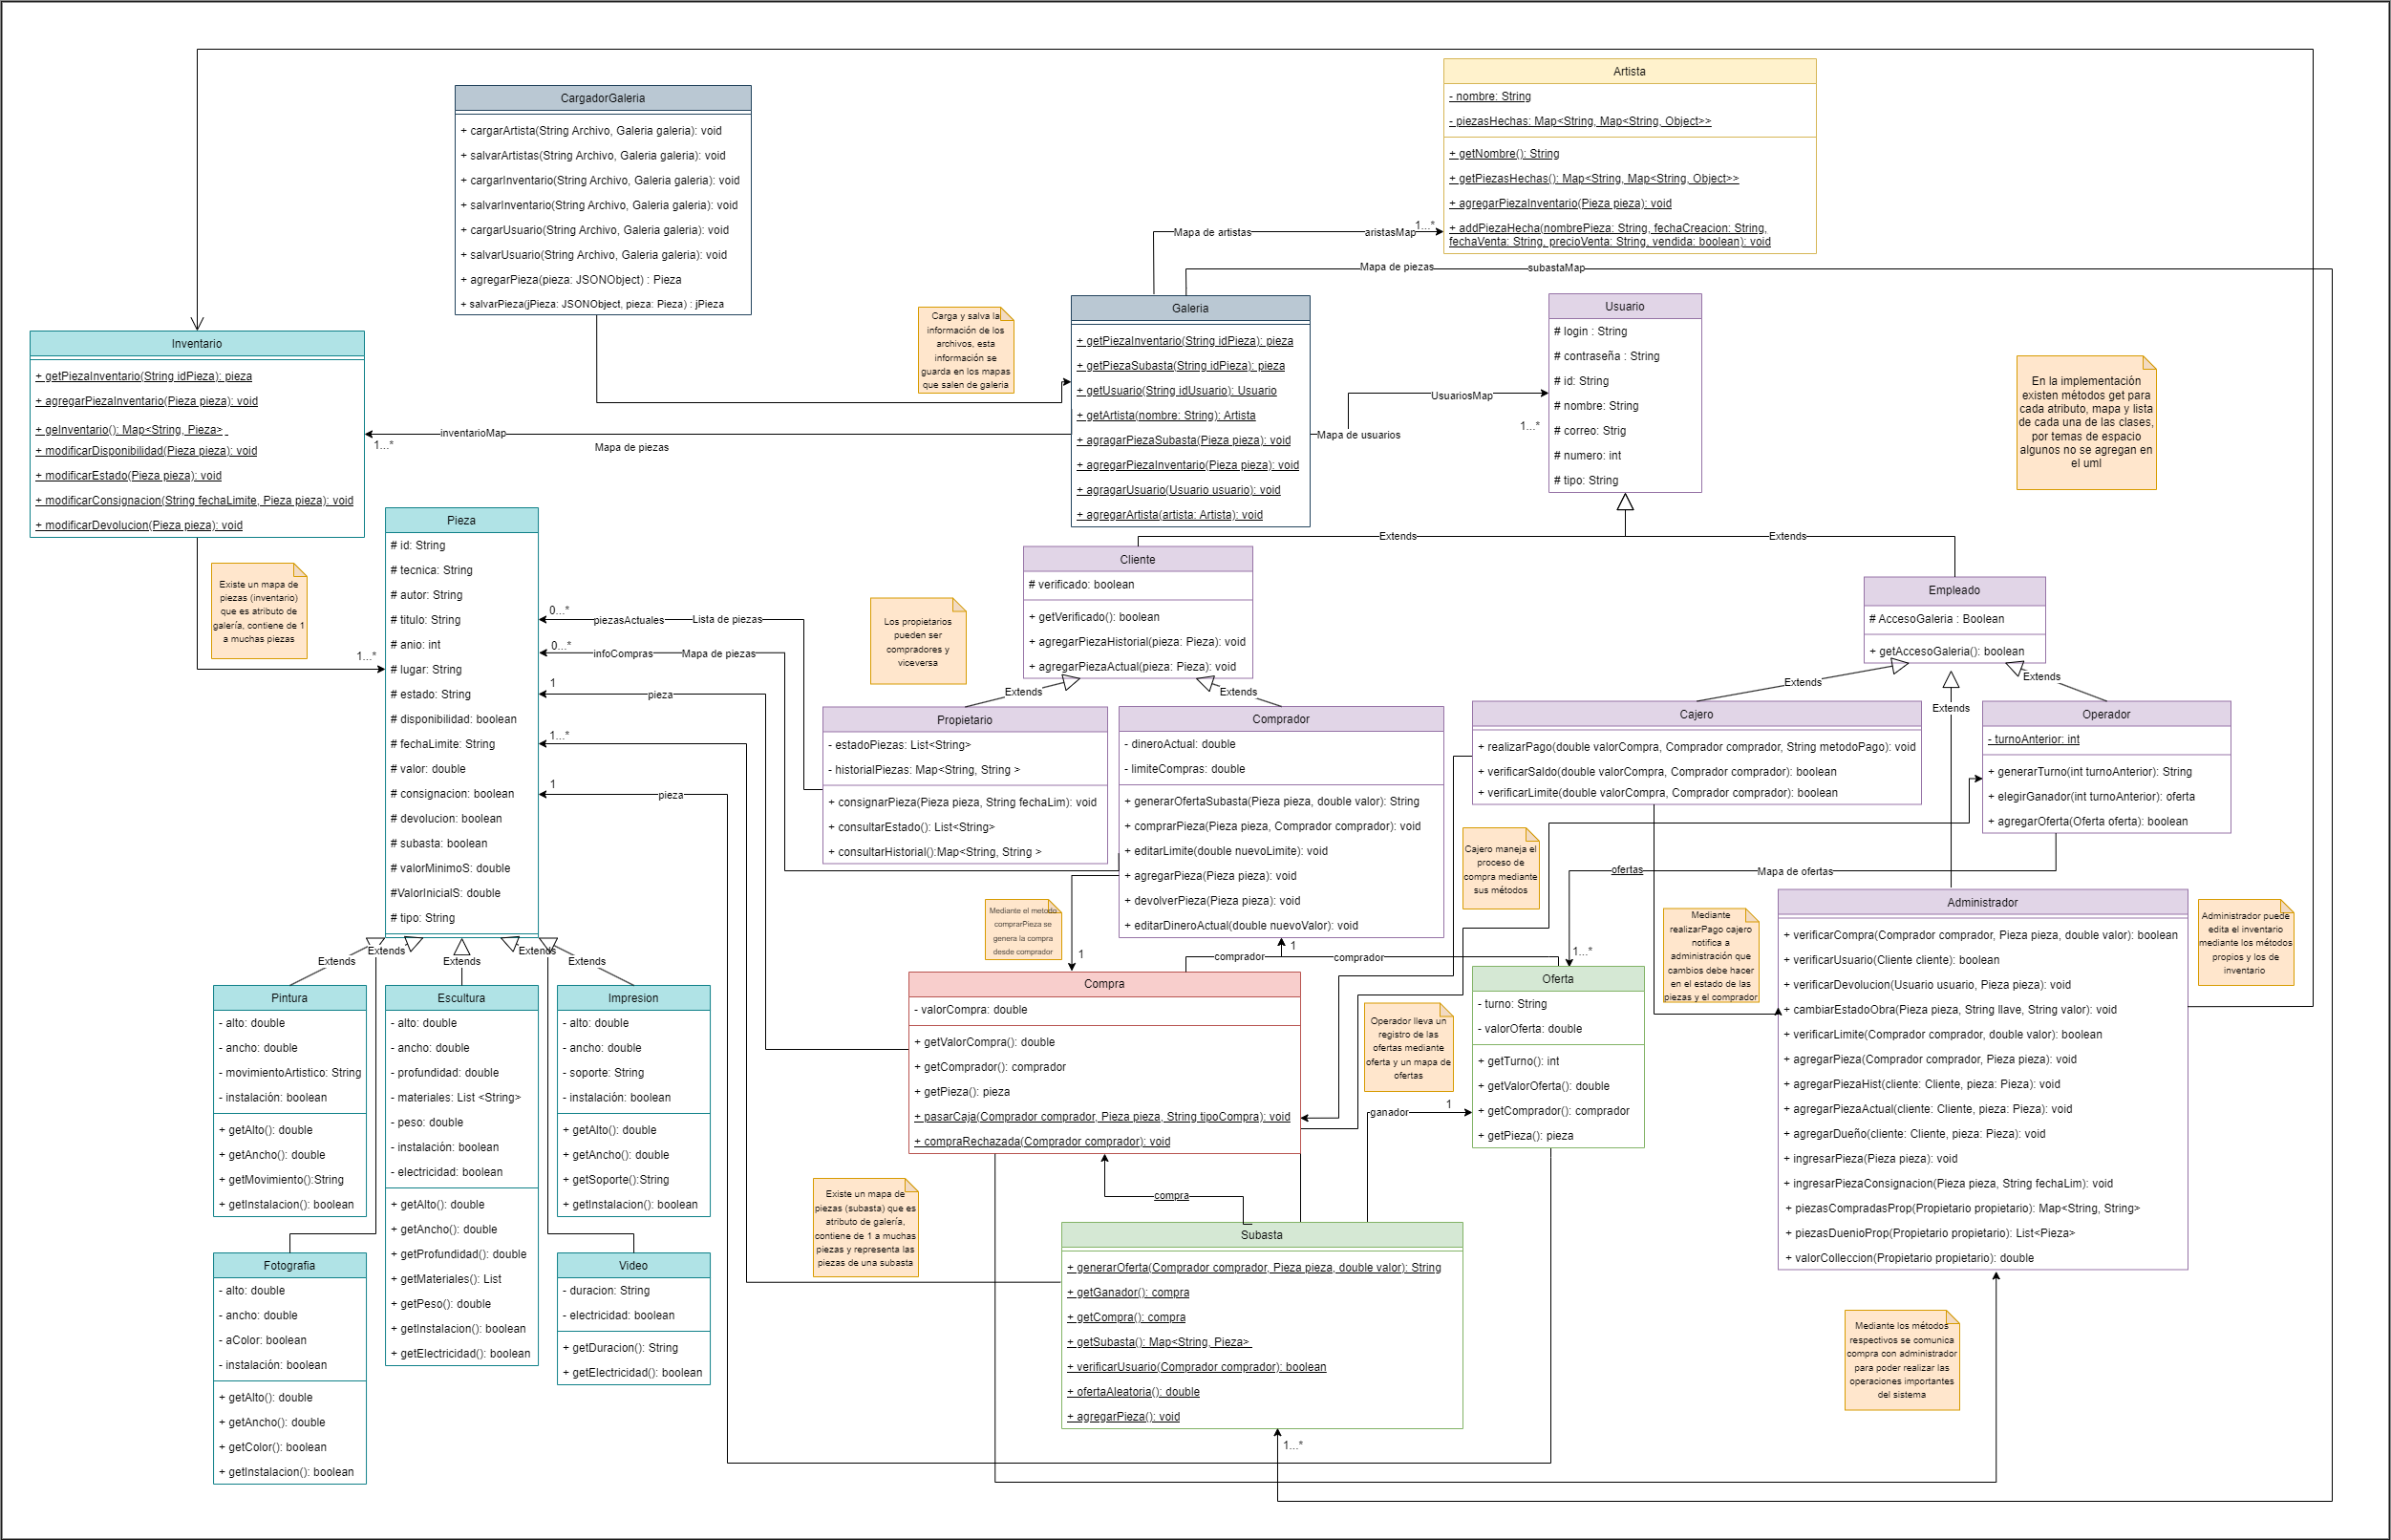 CargadorGaleria
+ cargarArtista(String Archivo, Galeria galeria): void
+ salvarArtistas(String Archivo, Galeria galeria): void
+ cargarInventario(String Archivo, Galeria galeria): void
+ salvarInventario(String Archivo, Galeria galeria): void
+ cargarUsuario(String Archivo, Galeria galeria): void
+ salvarUsuario(String Archivo, Galeria galeria): void
+ agregarPieza(pieza: JSONObject) : Pieza
+ salvarPieza(jPieza: JSONObject, pieza: Pieza) : jPieza
Artista
- nombre: String
- piezasHechas: Map<String, Map<String, Object>>
+ getNombre(): String
+ getPiezasHechas(): Map<String, Map<String, Object>>
+ agregarPiezaInventario(Pieza pieza): void
+ addPiezaHecha(nombrePieza: String, fechaCreacion: String,
fechaVenta: String, precioVenta: String, vendida: boolean): void
Mapa de artistas
aristasMap
1...*
Mapa de piezas
subastaMap
Carga y salva la
información de los
archivos, esta
información se
guarda en los mapas
que salen de galeria
Galeria
+ getPiezaInventario(String idPieza): pieza
+ getPiezaSubasta(String idPieza): pieza
+ getUsuario(String idUsuario): Usuario
+ getArtista(nombre: String): Artista
+ agragarPiezaSubasta(Pieza pieza): void
+ agregarPiezaInventario(Pieza pieza): void
+ agragarUsuario(Usuario usuario): void
+ agregarArtista(artista: Artista): void
UsuariosMap
Mapa de usuarios
1...*
Usuario
# login : String
# contraseña : String
# id: String
# nombre: String
# correo: Strig
# numero: int
# tipo: String
En la implementación
existen métodos get para
cada atributo, mapa y lista
de cada una de las clases,
por temas de espacio
algunos no se agregan en
el uml
Inventario
+ getPiezaInventario(String idPieza): pieza
+ agregarPiezaInventario(Pieza pieza): void
+ geInventario(): Map<String, Pieza>
+ modificarDisponibilidad(Pieza pieza): void
+ modificarEstado(Pieza pieza): void
+ modificarConsignacion(String fechaLimite, Pieza pieza): void
+ modificarDevolucion(Pieza pieza): void
inventarioMap
1...*
Mapa de piezas
Existe un mapa de
piezas (inventario)
que es atributo de
galería, contiene de 1
a muchas piezas
1...*
Pieza
# id: String
# tecnica: String
# autor: String
# titulo: String
# anio: int
# lugar: String
# estado: String
# disponibilidad: boolean
# fechaLimite: String
# valor: double
# consignacion: boolean
# devolucion: boolean
# subasta: boolean
# valorMinimoS: double
#ValorInicialS: double
# tipo: String
0...*
piezasActuales
Lista de piezas
0...*
infoCompras
Mapa de piezas
1
pieza
1...*
1
pieza
Los propietarios
pueden ser
compradores y
viceversa
Extends
Extends
Cliente
# verificado: boolean
+ getVerificado(): boolean
+ agregarPiezaHistorial(pieza: Pieza): void
+ agregarPiezaActual(pieza: Pieza): void
Extends
Extends
Empleado
# AccesoGaleria : Boolean
+ getAccesoGaleria(): boolean
Extends
Extends
Extends
Propietario
- estadoPiezas: List<String>
- historialPiezas: Map<String, String >
+ consignarPieza(Pieza pieza, String fechaLim): void
+ consultarEstado(): List<String>
+ consultarHistorial():Map<String, String >
Comprador
- dineroActual: double
- limiteCompras: double
+ generarOfertaSubasta(Pieza pieza, double valor): String
+ comprarPieza(Pieza pieza, Comprador comprador): void
+ editarLimite(double nuevoLimite): void
+ agregarPieza(Pieza pieza): void
+ devolverPieza(Pieza pieza): void
+ editarDineroActual(double nuevoValor): void
Cajero
+ realizarPago(double valorCompra, Comprador comprador, String metodoPago): void
+ verificarSaldo(double valorCompra, Comprador comprador): boolean
+ verificarLimite(double valorCompra, Comprador comprador): boolean
Operador
- turnoAnterior: int
+ generarTurno(int turnoAnterior): String
+ elegirGanador(int turnoAnterior): oferta
+ agregarOferta(Oferta oferta): boolean
Cajero maneja el
proceso de
compra mediante
sus métodos
ofertas
Mapa de ofertas
1...*
Mediante el metodo
comprarPieza se
genera la compra
desde comprador
1
1
comprador
comprador
Mediante
realizarPago cajero
notifica a
administración que
cambios debe hacer
en el estado de las
piezas y el comprador
Administrador
+ verificarCompra(Comprador comprador, Pieza pieza, double valor): boolean
+ verificarUsuario(Cliente cliente): boolean
+ verificarDevolucion(Usuario usuario, Pieza pieza): void
+ cambiarEstadoObra(Pieza pieza, String llave, String valor): void
+ verificarLimite(Comprador comprador, double valor): boolean
+ agregarPieza(Comprador comprador, Pieza pieza): void
+ agregarPiezaHist(cliente: Cliente, pieza: Pieza): void
+ agregarPiezaActual(cliente: Cliente, pieza: Pieza): void
+ agregarDueño(cliente: Cliente, pieza: Pieza): void
+ ingresarPieza(Pieza pieza): void
+ ingresarPiezaConsignacion(Pieza pieza, String fechaLim): void
+ piezasCompradasProp(Propietario propietario): Map<String, String>
+ piezasDuenioProp(Propietario propietario): List<Pieza>
+ valorColleccion(Propietario propietario): double
Administrador puede
edita el inventario
mediante los métodos
propios y los de
inventario
Compra
- valorCompra: double
+ getValorCompra(): double
+ getComprador(): comprador
+ getPieza(): pieza
+ pasarCaja(Comprador comprador, Pieza pieza, String tipoCompra): void
+ compraRechazada(Comprador comprador): void
Operador lleva un
registro de las
ofertas mediante
oferta y un mapa de
ofertas
Oferta
- turno: String
- valorOferta: double
+ getTurno(): int
+ getValorOferta(): double
+ getComprador(): comprador
+ getPieza(): pieza
ganador
1
compra
Extends
Extends
Extends
Extends
Extends
Pintura
- alto: double
- ancho: double
- movimientoArtistico: String
- instalación: boolean
+ getAlto(): double
+ getAncho(): double
+ getMovimiento():String
+ getInstalacion(): boolean
Escultura
- alto: double
- ancho: double
- profundidad: double
- materiales: List <String>
- peso: double
- instalación: boolean
- electricidad: boolean
+ getAlto(): double
+ getAncho(): double
+ getProfundidad(): double
+ getMateriales(): List
+ getPeso(): double
+ getInstalacion(): boolean
+ getElectricidad(): boolean
Impresion
- alto: double
- ancho: double
- soporte: String
- instalación: boolean
+ getAlto(): double
+ getAncho(): double
+ getSoporte():String
+ getInstalacion(): boolean
Fotografia
- alto: double
- ancho: double
- aColor: boolean
- instalación: boolean
+ getAlto(): double
+ getAncho(): double
+ getColor(): boolean
+ getInstalacion(): boolean
Video
- duracion: String
- electricidad: boolean
+ getDuracion(): String
+ getElectricidad(): boolean
Existe un mapa de
piezas (subasta) que es
atributo de galería,
contiene de 1 a muchas
piezas y representa las
piezas de una subasta
Subasta
+ generarOferta(Comprador comprador, Pieza pieza, double valor): String
+ getGanador(): compra
+ getCompra(): compra
+ getSubasta(): Map<String, Pieza>
+ verificarUsuario(Comprador comprador): boolean
+ ofertaAleatoria(): double
+ agregarPieza(): void
1...*
Mediante los métodos
respectivos se comunica
compra con administrador
para poder realizar las
operaciones importantes
del sistema